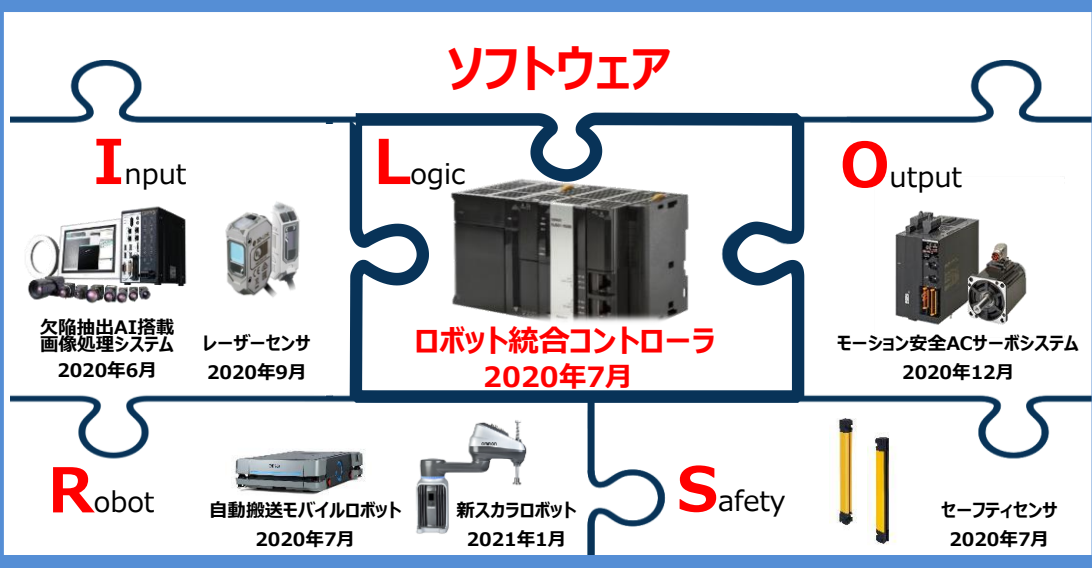 ソフトウェア
Input
Logic
Output
欠陥抽出AI搭載
画像処理システム
2020年6月
レーザーセンサ
2020年9月
ロボット統合コントローラ
2020年7月
モーション安全ACサーボシステム
2020年12月
Robot
自動搬送モバイルロボット
2020年7月
omron
新スカラロボット
2021年1月
Safety
セーフティセンサ
2020年7月